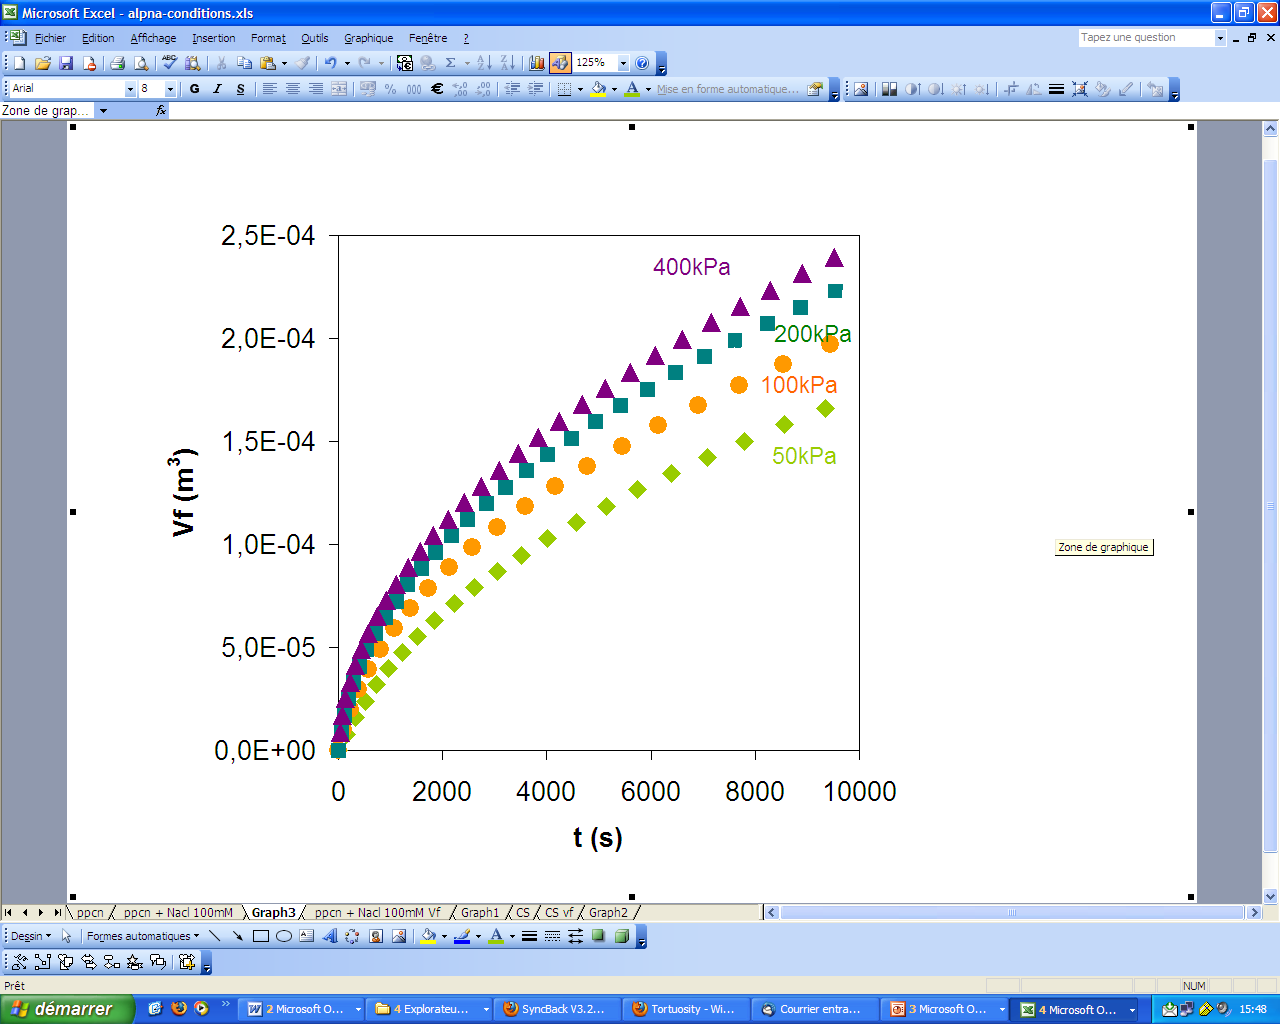 Microsoft Excel - alpna-conditions.xls
Fichier Edition Affichage Insertion Format Outils Graphique Fenêtre ? Tapez une question
125%
Arial 8 G I S % 000 € Mise en forme automatique...
Zone de grap... fx
2,5E-04
400kPa
2,0E-04
200kPa
100kPa
1,5E-04
50kPa
Vf (m³)
1,0E-04
Zone de graphique
5,0E-05
0,0E+00
0 2000 4000 6000 8000 10000
t (s)
ppcn ppcn + Nacl 100mM Graph3 ppcn + Nacl 100mM Vf Graph1 CS CS vf Graph2
Dessin Formes automatiques
Prêt NUM
démarrer 2 Microsoft O... 4 Explorateu... SyncBack V3.2... Tortuosity - Wi... Courrier entra... 3 Microsoft O... 4 Microsoft O... 15:48